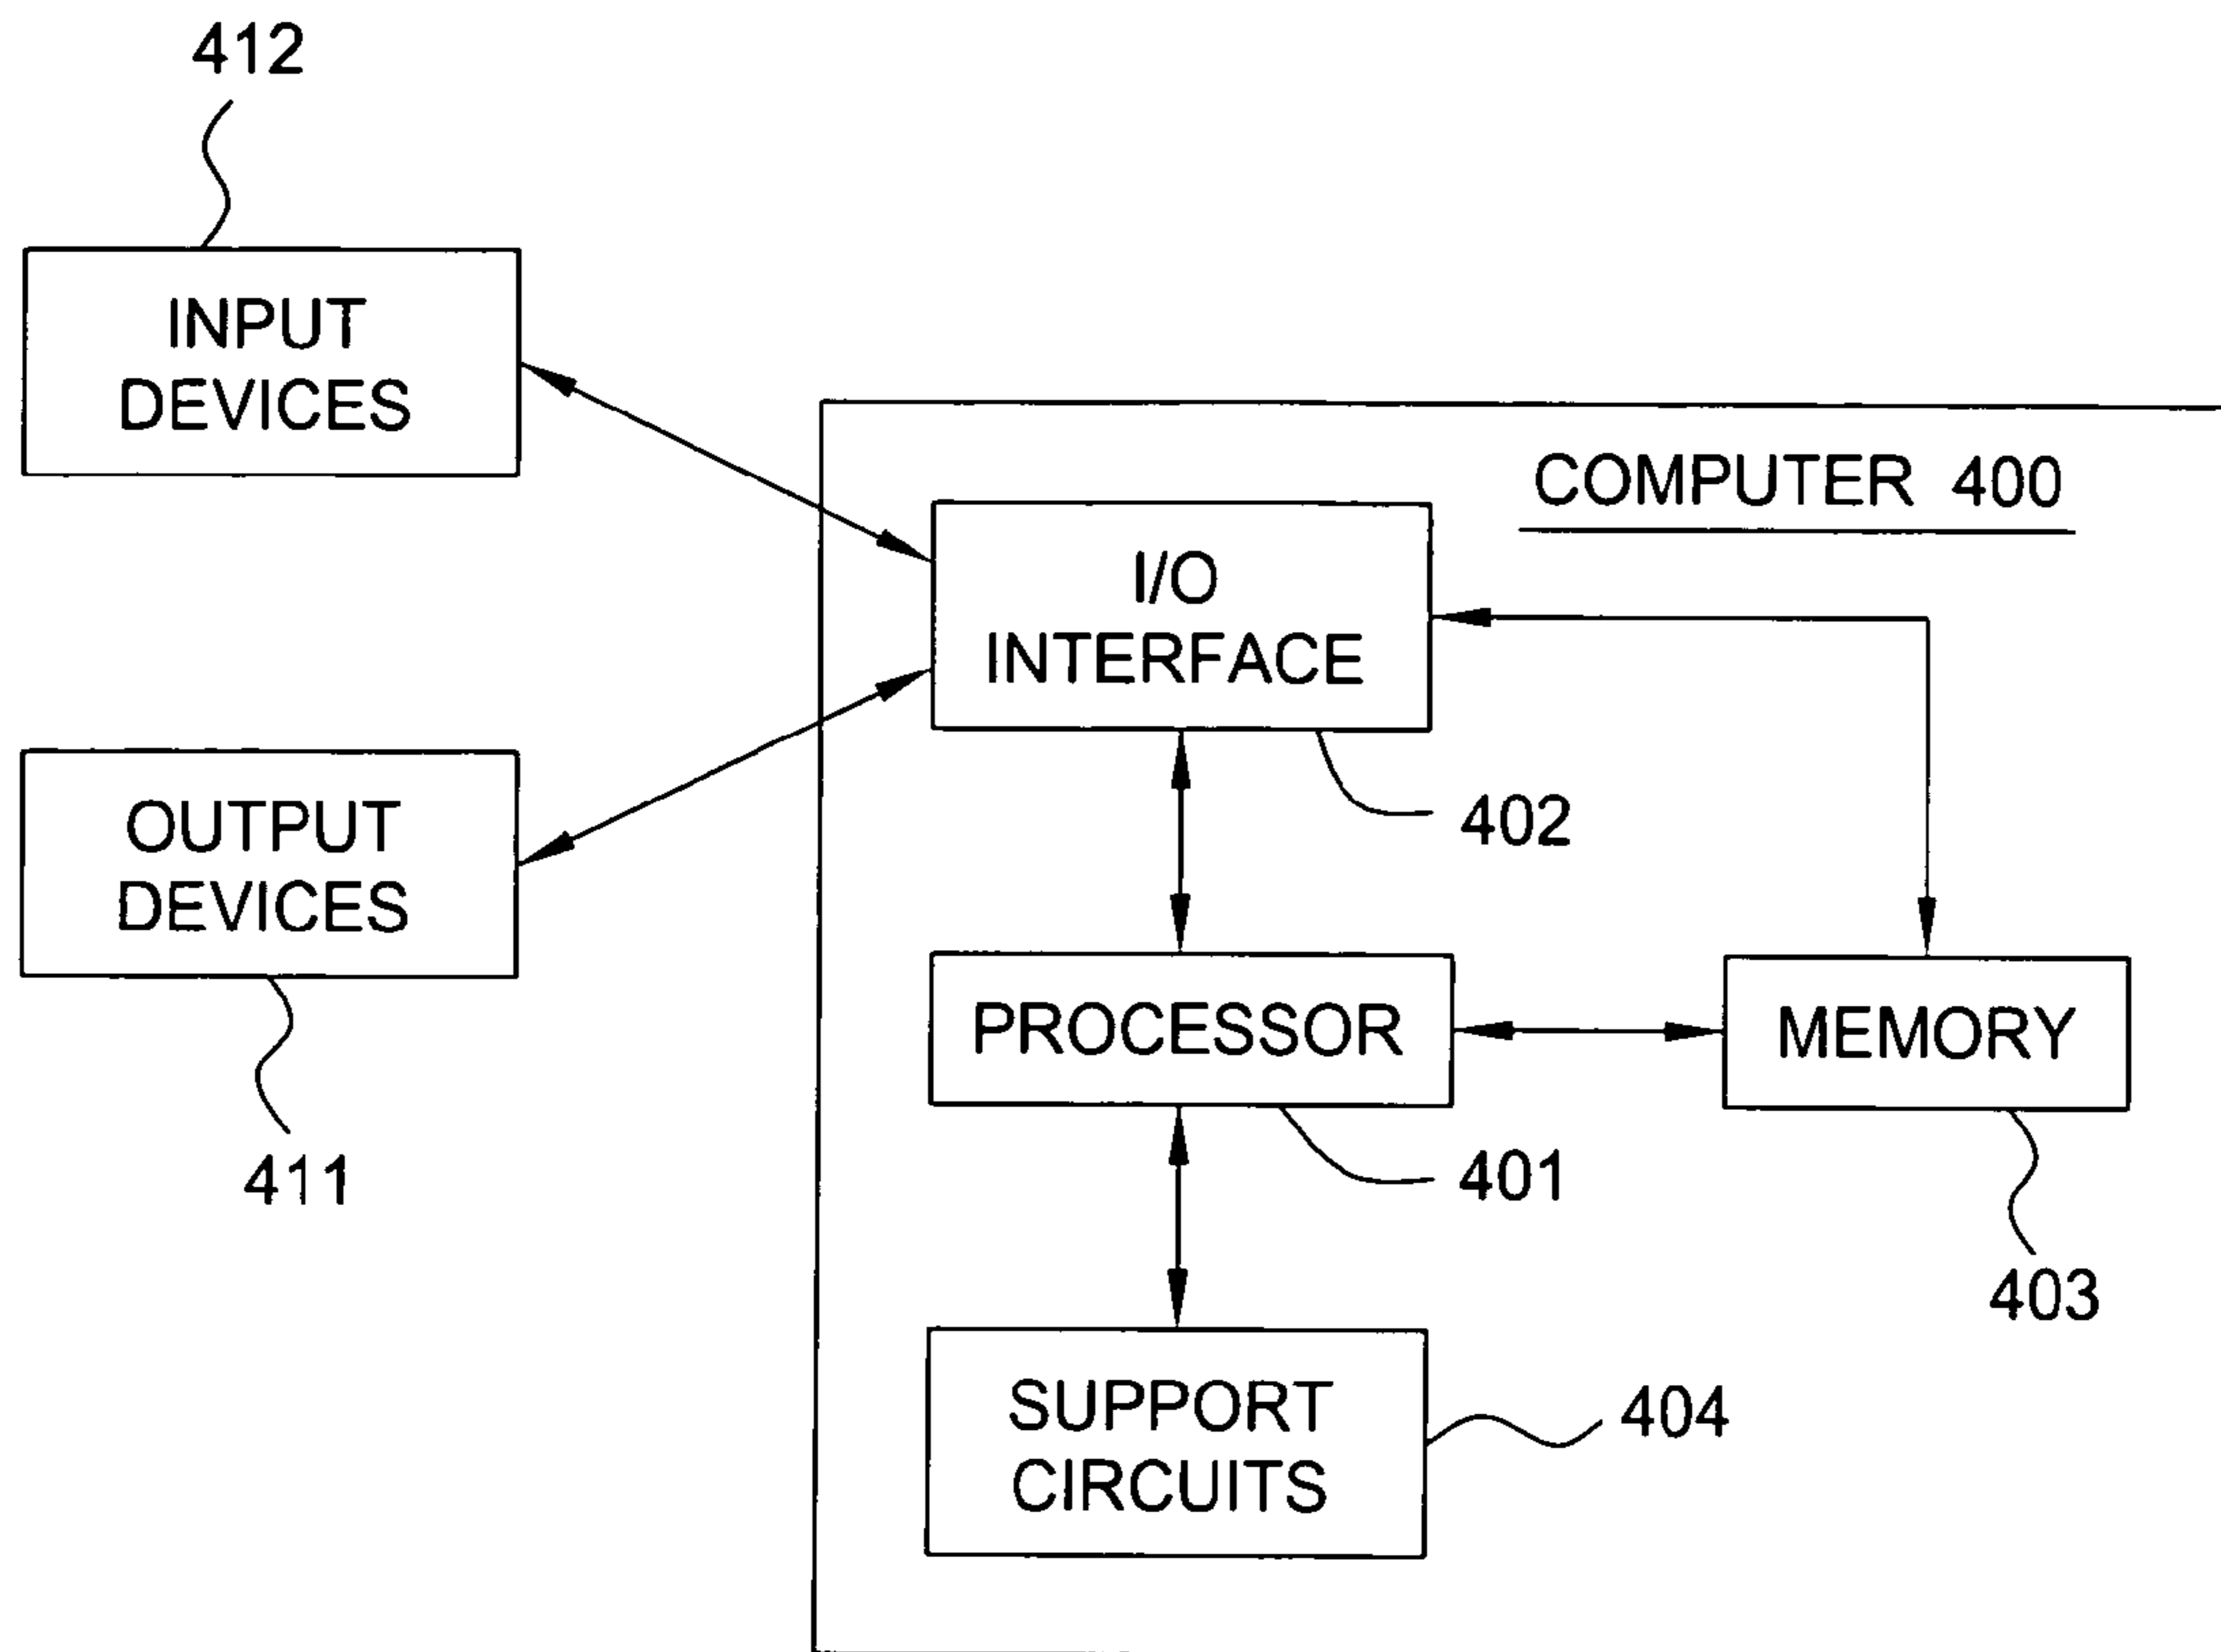 412
INPUT
DEVICES
COMPUTER 400
I/O
INTERFACE
402
OUTPUT
DEVICES
411
PROCESSOR
401
MEMORY
403
SUPPORT
CIRCUITS
404